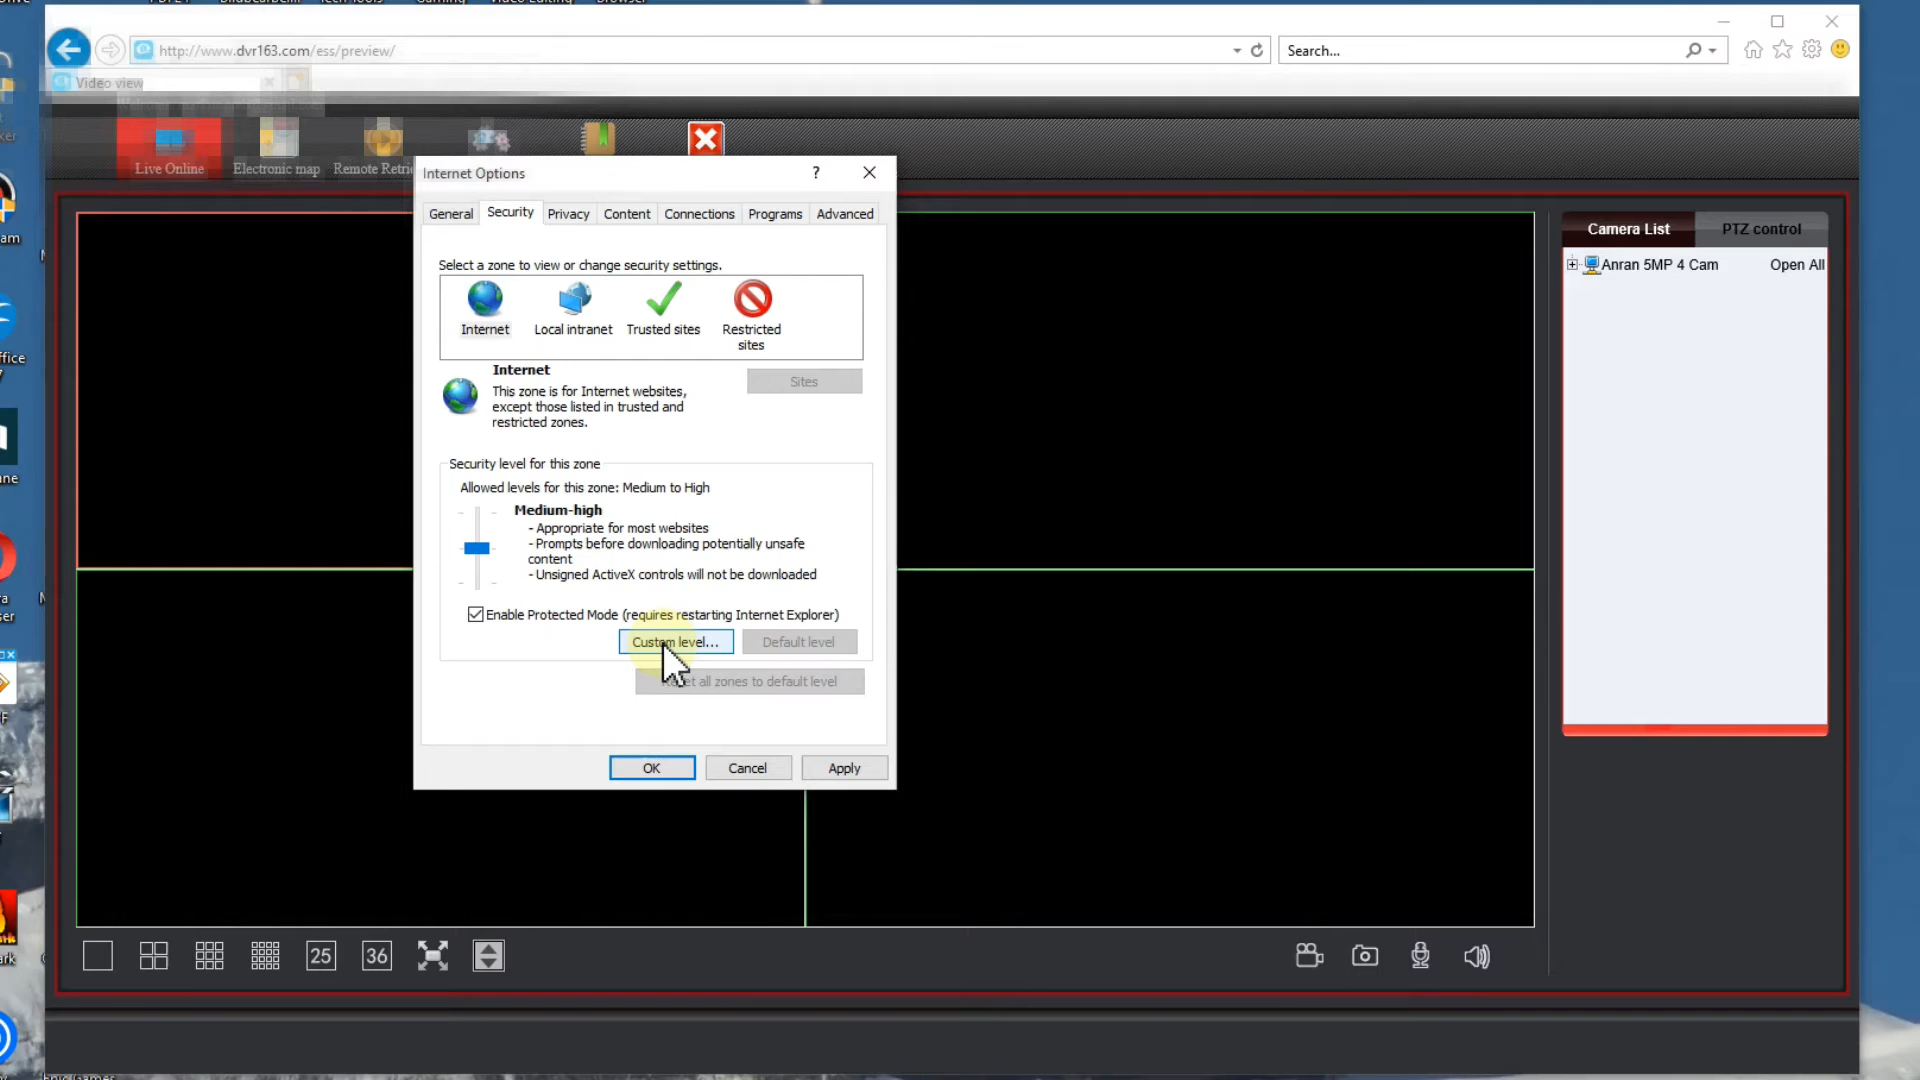 http://www.dvr163.com/ess/preview/
Search...
Video view
Live Online
Electronic map
Remote Retri
Internet Options
?
General
Security
Privacy
Content
Connections
Programs
Advanced
Camera List
PTZ control
Anran 5MP 4 Cam
Open All
Select a zone to view or change security settings.
Internet
Local intranet
Trusted sites
Restricted
sites
Internet
This zone is for Internet websites,
except those listed in trusted and
restricted zones.
Sites
Security level for this zone
Allowed levels for this zone: Medium to High
Medium-high
- Appropriate for most websites
- Prompts before downloading potentially unsafe
content
- Unsigned ActiveX controls will not be downloaded
Enable Protected Mode (requires restarting Internet Explorer)
Custom level...
Default level
all zones to default level
OK
Cancel
Apply
25
36